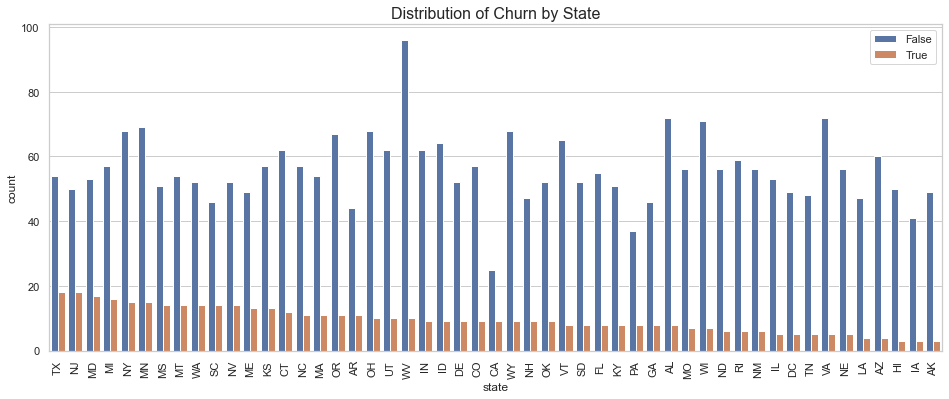 Distribution of Churn by State
False
True
100
80
60
40
20
0
count
TX NJ MD MI NY MN MS MT WA SC NV ME KS CT NC MA OR AR OH UT WV IN ID DE CO CA WY NH OK VT SD FL KY PA GA AL MO WI ND RI NM IL DC TN VA NE LA AZ HI IA AK
state